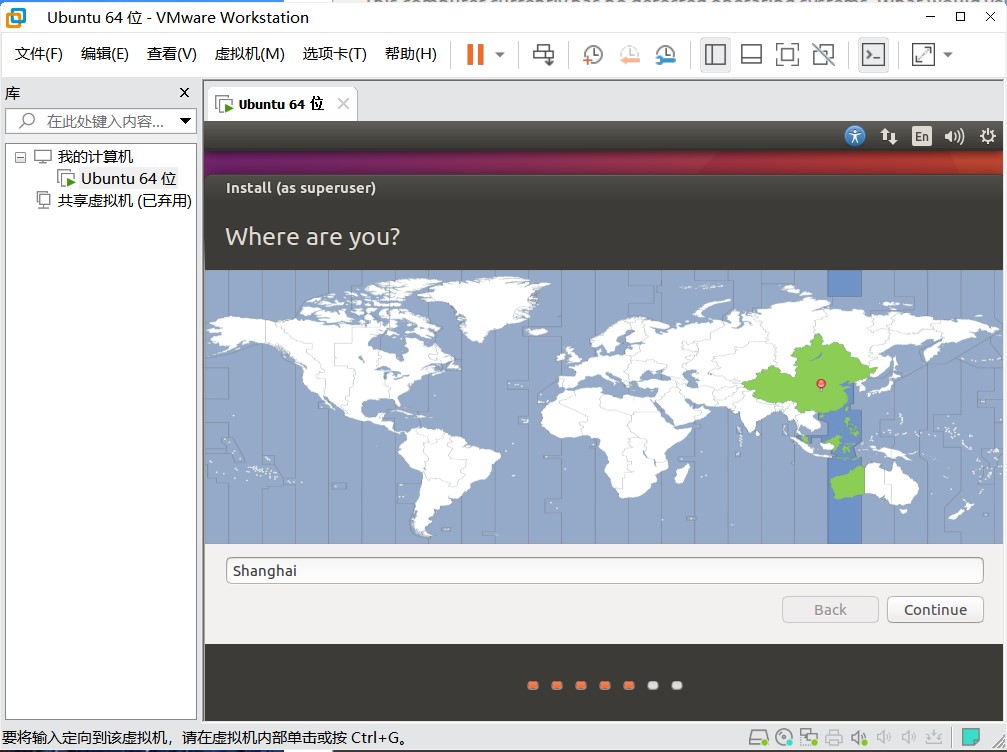 Ubuntu 64 位 - VMware Workstation
文件(F) 编辑(E) 查看(V) 虚拟机(M) 选项卡(T) 帮助(H)
库
在此处键入内容...
我的计算机
Ubuntu 64 位
共享虚拟机 (已弃用)
Ubuntu 64 位
En
Install (as superuser)
Where are you?
Shanghai
Back Continue
要将输入定向到该虚拟机，请在虚拟机内部单击或按 Ctrl+G。